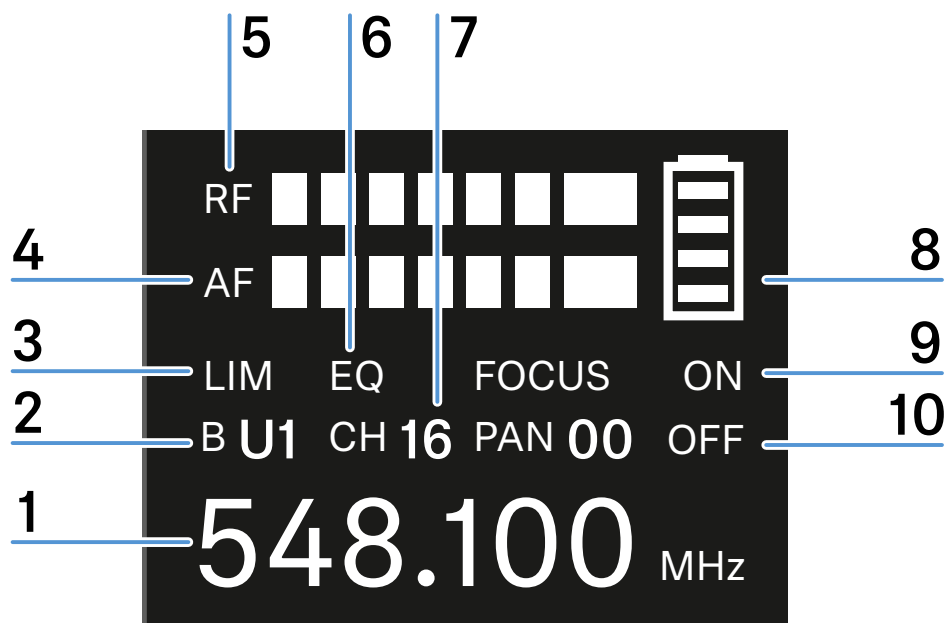 5 6 7
RF
4 AF 8
3 LIM EQ FOCUS ON 9
2 B U1 CH 16 PAN 00 OFF 10
1 548.100 MHz